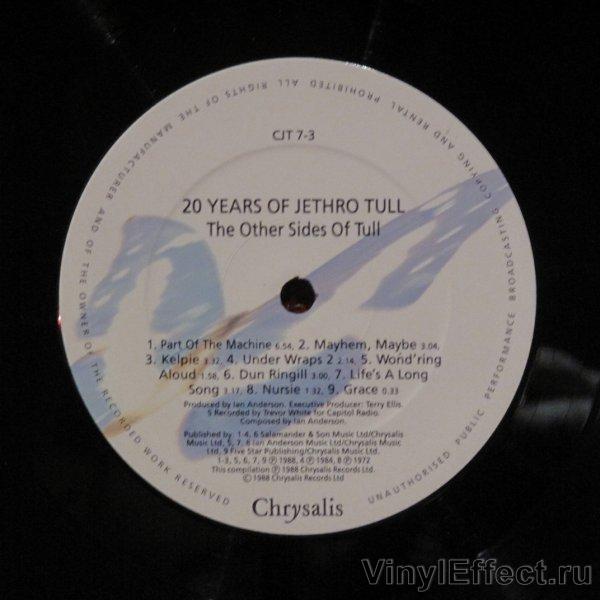 CJT 7-3
20 YEARS OF JETHRO TULL
The Other Sides Of Tull
1. Part Of The Machine 6.54, 2. Mayhem, Maybe 3.04,
3. Kelpie 3.32, 4. Under Wraps 2 2.14, 5. Wond'ring
Aloud 1.58, 6. Dun Ringill 3.00, 7. Life's A Long
Song 3.17, 8. Nursie 1.32, 9. Grace 0.33
Produced by Ian Anderson. Executive Producer: Terry Ellis.
5 Recorded by Trevor White for Capitol Radio.
Composed by Ian Anderson.
Published by: 1-4, 6 Salamander & Son Music Ltd/Chrysalis
Music Ltd, 5, 7, 8 Ian Anderson Music Ltd/Chrysalis Music
Ltd, 9 Five Star Publishing/Chrysalis Music Ltd.
1-3, 5, 6, 7, 9 ℗ 1988, 4 ℗ 1984, 8 ℗ 1972
This compilation ℗ 1988 Chrysalis Records Ltd.
© 1988 Chrysalis Records Ltd
Chrysalis
ALL RIGHTS OF THE MANUFACTURER AND OF THE OWNER OF THE RECORDED WORK RESERVED
UNAUTHORISED PUBLIC PERFORMANCE BROADCASTING COPYING AND RENTAL PROHIBITED
VinylEffect.ru